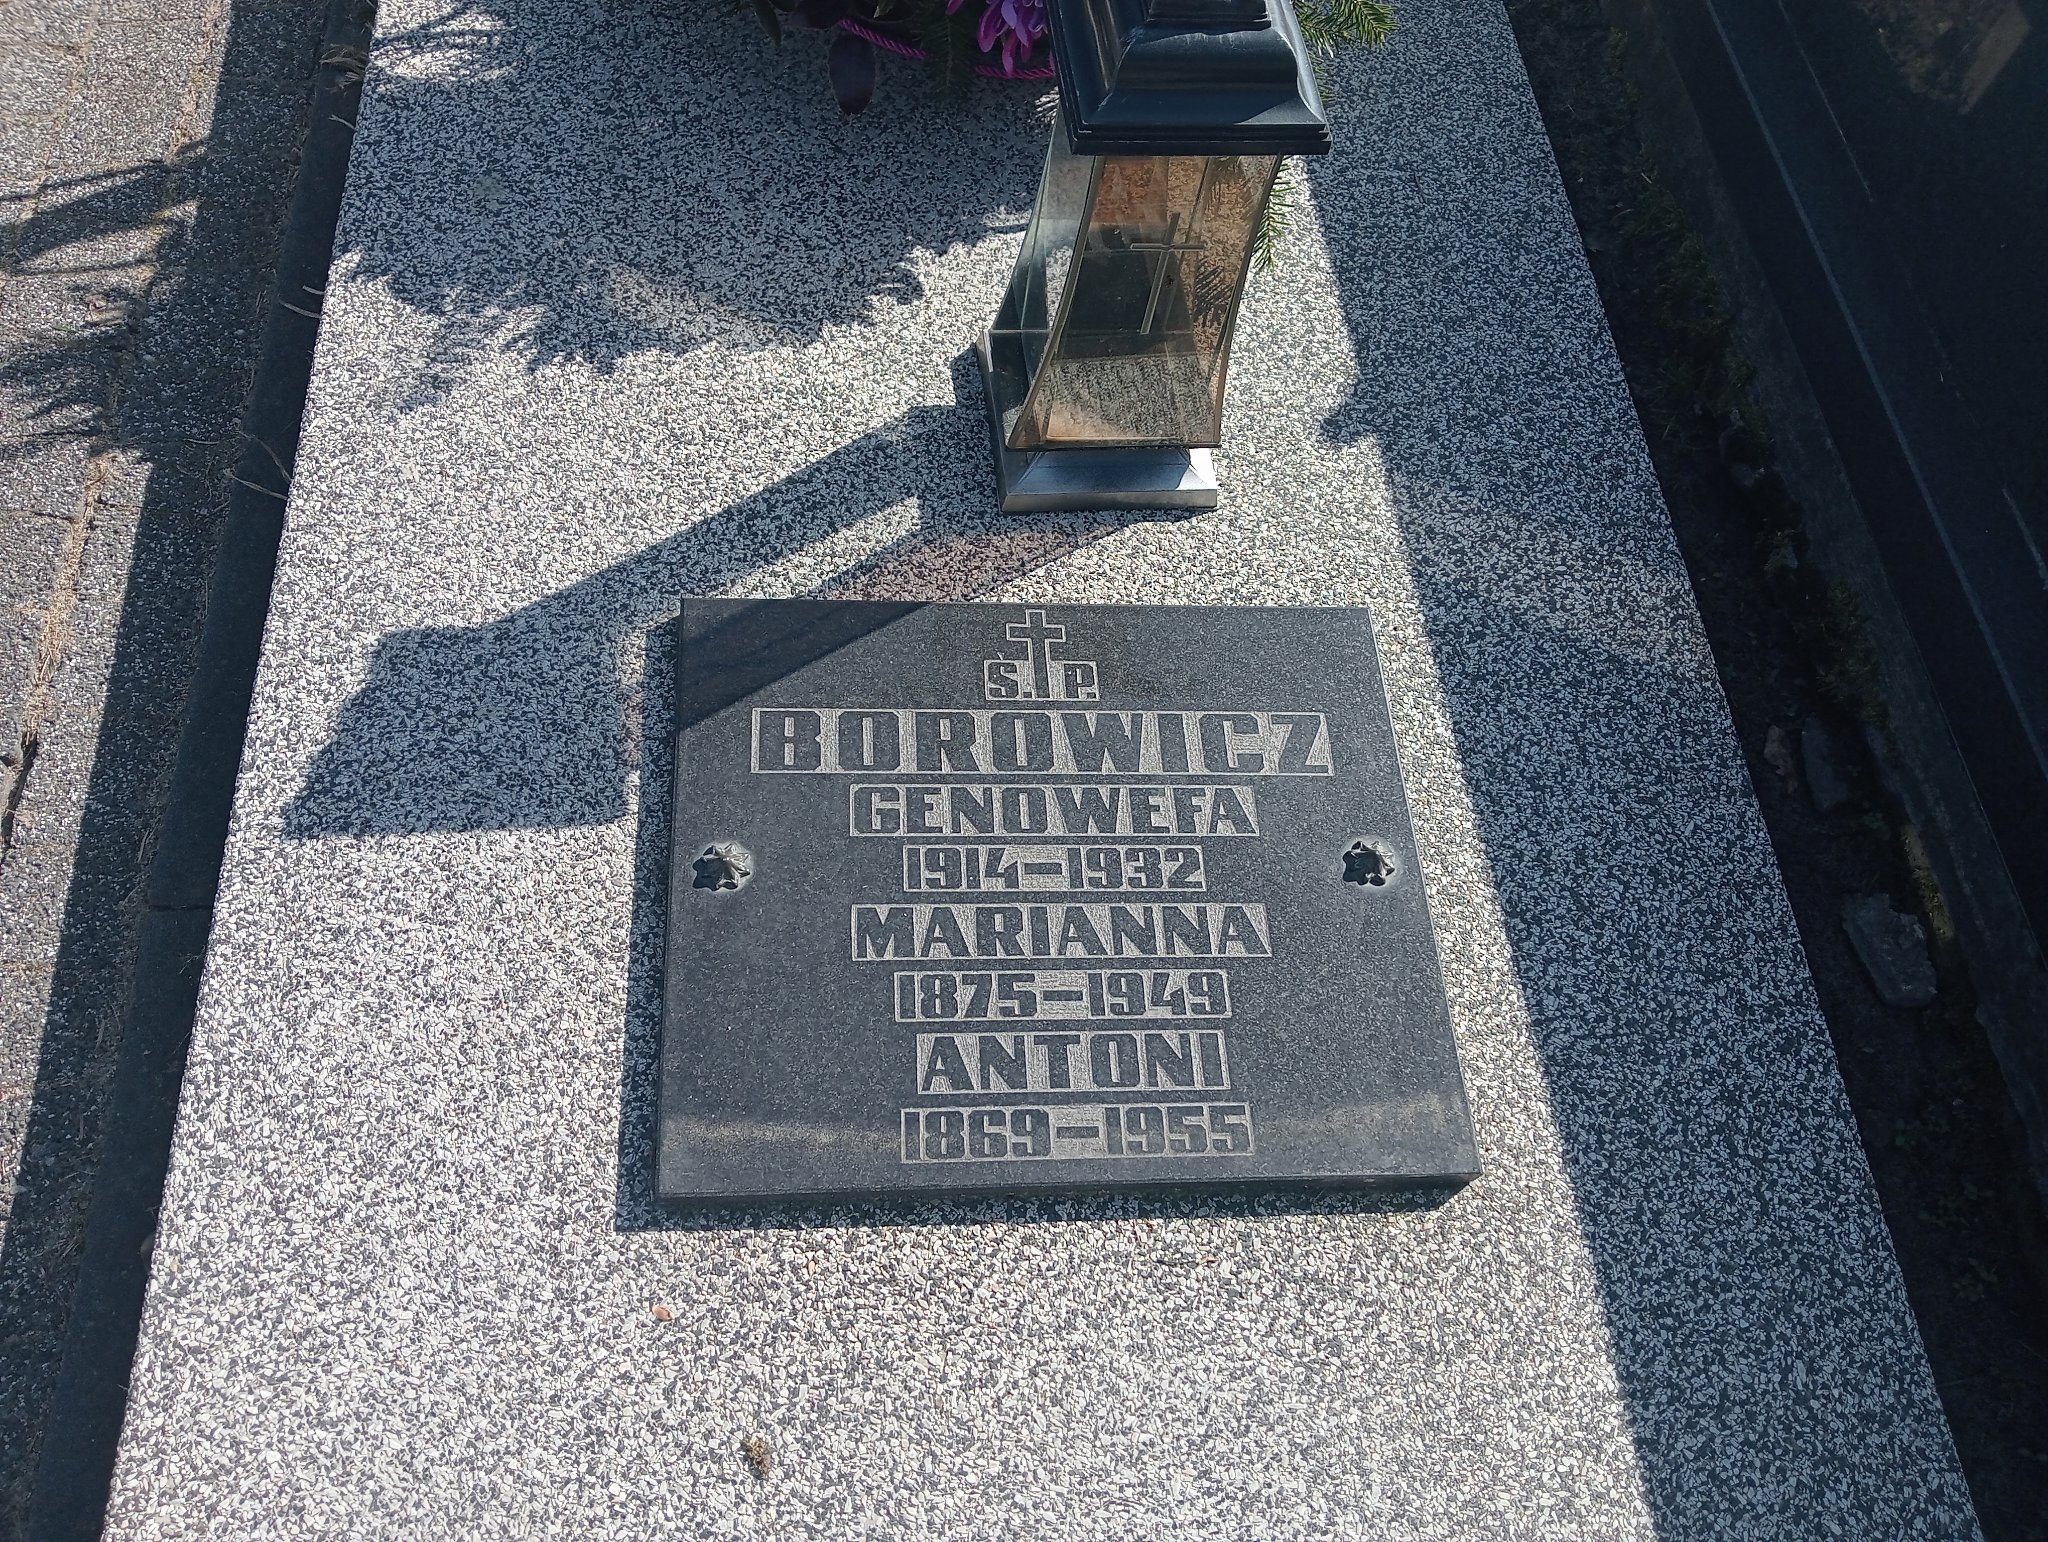 Ś.P.
BOROWICZ
GENOWEFA
1914-1932
MARIANNA
1875-1949
ANTONI
1869-1955